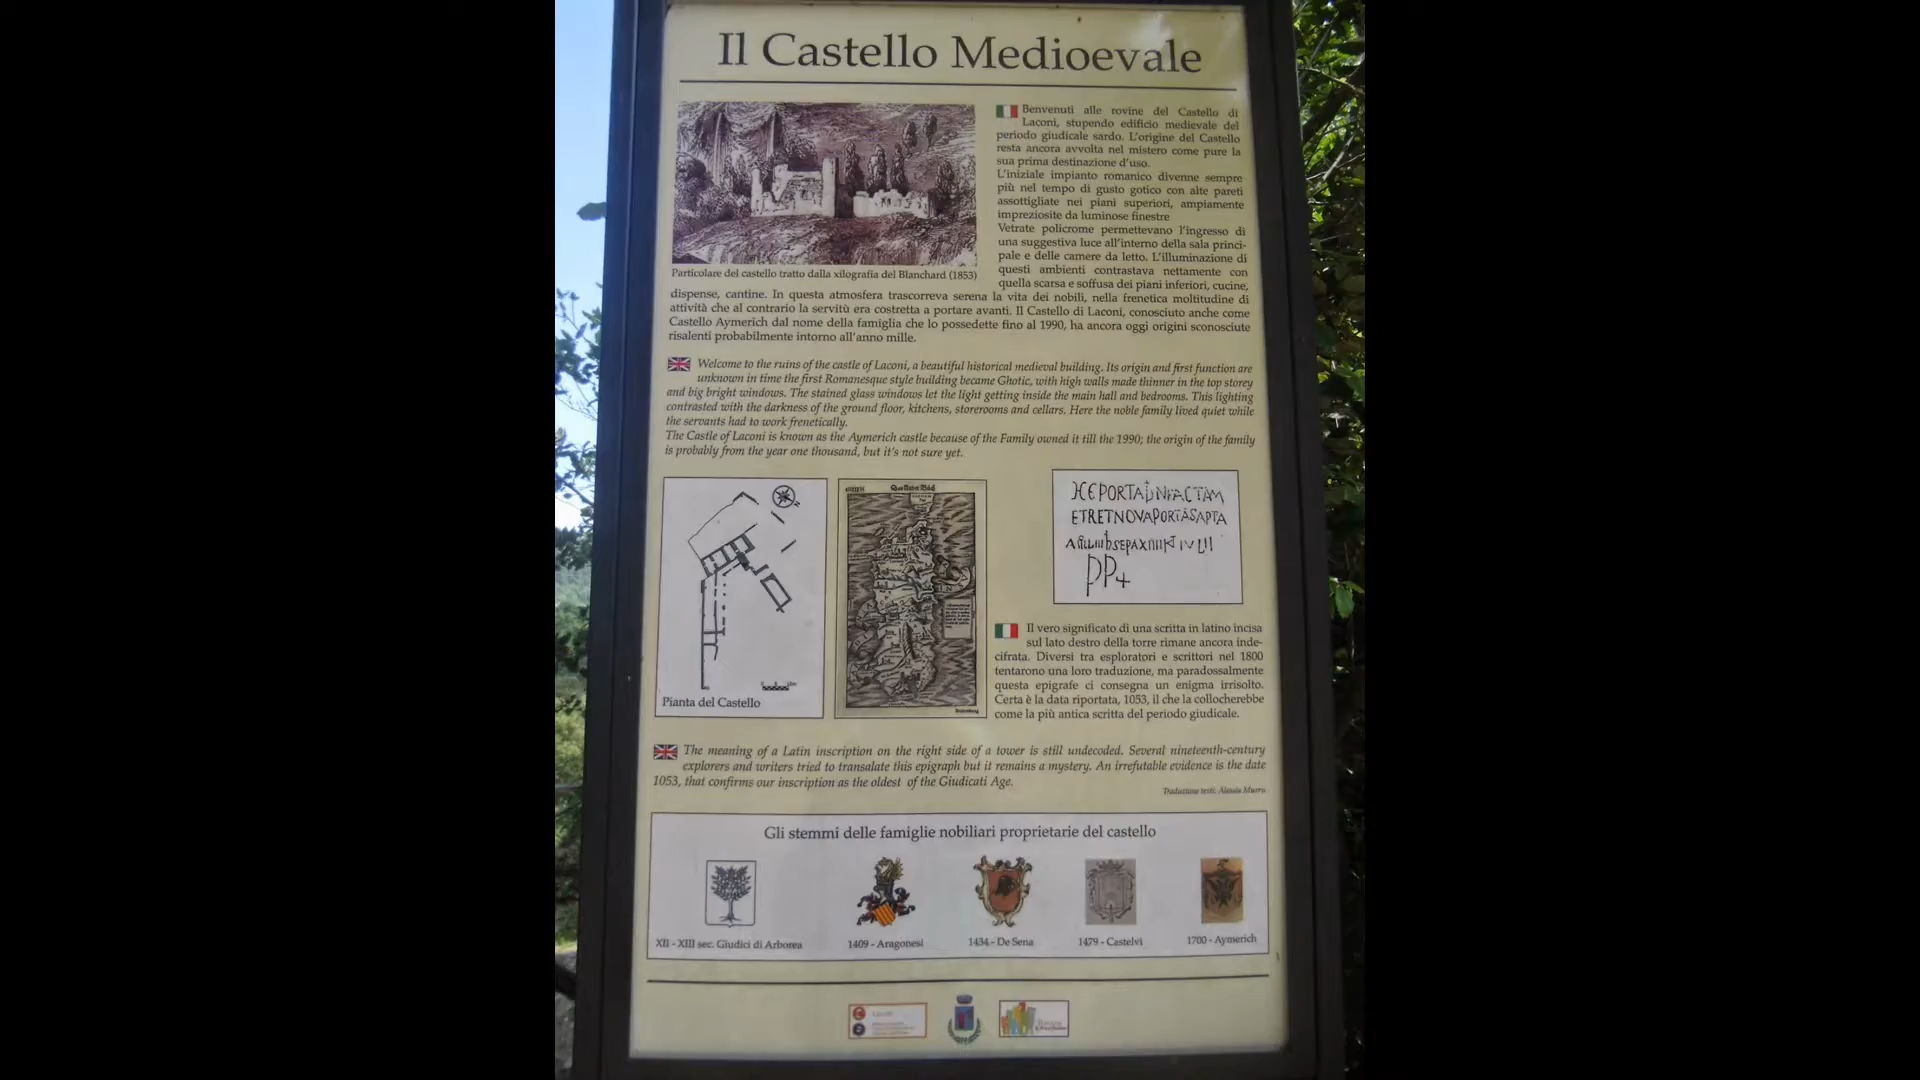 Il Castello Medioevale
Benvenuti alle rovine del Castello di
Laconi, stupendo edificio medievale del
periodo giudicale sardo. L'origine del Castello
resta ancora avvolta nel mistero come pure la
sua prima destinazione d'uso.
L'iniziale impianto romanico divenne sempre
più nel tempo di gusto gotico con alte pareti
assottigliate nei piani superiori, ampiamente
impreziosite da luminose finestre
Vetrate policrome permettevano l'ingresso di
una suggestiva luce all'interno della sala princi-
pale e delle camere da letto. L'illuminazione di
questi ambienti contrastava nettamente con
quella scarsa e soffusa dei piani inferiori, cucine,
Particolare del castello tratto dalla xilografia del Blanchard (1853)
dispense, cantine. In questa atmosfera trascorreva serena la vita dei nobili, nella frenetica moltitudine di
attività che al contrario la servitù era costretta a portare avanti. Il Castello di Laconi, conosciuto anche come
Castello Aymerich dal nome della famiglia che lo possedette fino al 1990, ha ancora oggi origini sconosciute
risalenti probabilmente intorno all'anno mille.
Welcome to the ruins of the castle of Laconi, a beautiful historical medieval building. Its origin and first function are
unknown in time the first Romanesque style building became Ghotic, with high walls made thinner in the top storey
and big bright windows. The stained glass windows let the light getting inside the main hall and bedrooms. This lighting
contrasted with the darkness of the ground floor, kitchens, storerooms and cellars. Here the noble family lived quiet while
the servants had to work frenetically.
The Castle of Laconi is known as the Aymerich castle because of the Family owned it till the 1990; the origin of the family
is probably from the year one thousand, but it's not sure yet.
N
Pianta del Castello
PP+
Il vero significato di una scritta in latino incisa
sul lato destro della torre rimane ancora inde-
cifrata. Diversi tra esploratori e scrittori nel 1800
tentarono una loro traduzione, ma paradossalmente
questa epigrafe ci consegna un enigma irrisolto.
Certa è la data riportata, 1053, il che la collocherebbe
come la più antica scritta del periodo giudicale.
The meaning of a Latin inscription on the right side of a tower is still undecoded. Several nineteenth-century
explorers and writers tried to transalate this epigraph but it remains a mystery. An irrefutable evidence is the date
1053, that confirms our inscription as the oldest of the Giudicati Age.
Traduzione testi: Alessia Murru
Gli stemmi delle famiglie nobiliari proprietarie del castello
XII - XIII sec. Giudici di Arborea
1409 - Aragonesi
1434 - De Sena
1479 - Castelvì
1700 - Aymerich